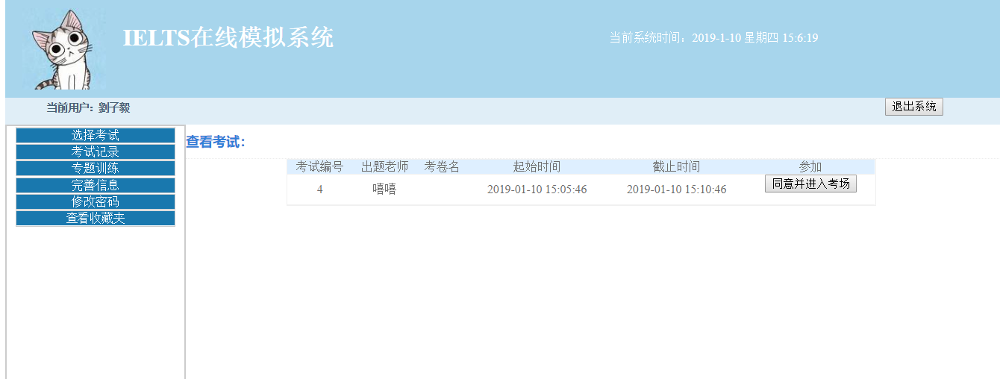 IELTS在线模拟系统
当前系统时间：2019-1-10 星期四 15:6:19
当前用户：劉子毅
退出系统
选择考试
考试记录
专题训练
完善信息
修改密码
查看收藏夹
查看考试：
考试编号 出题老师 考卷名 起始时间 截止时间 参加
4 嘻嘻 2019-01-10 15:05:46 2019-01-10 15:10:46 同意并进入考场